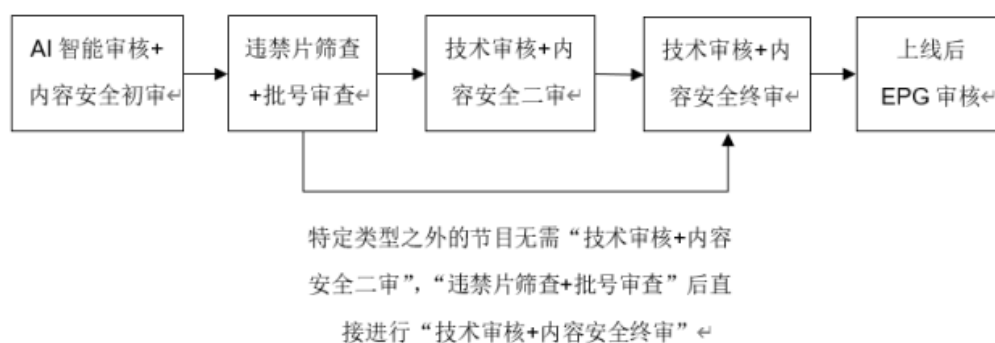 AI 智能审核+
内容安全初审↵
违禁片筛查
+批号审查↵
技术审核+内
容安全二审↵
技术审核+内
容安全终审↵
上线后
EPG 审核↵
特定类型之外的节目无需“技术审核+内容
安全二审”，“违禁片筛查+批号审查”后直
接进行“技术审核+内容安全终审”↵